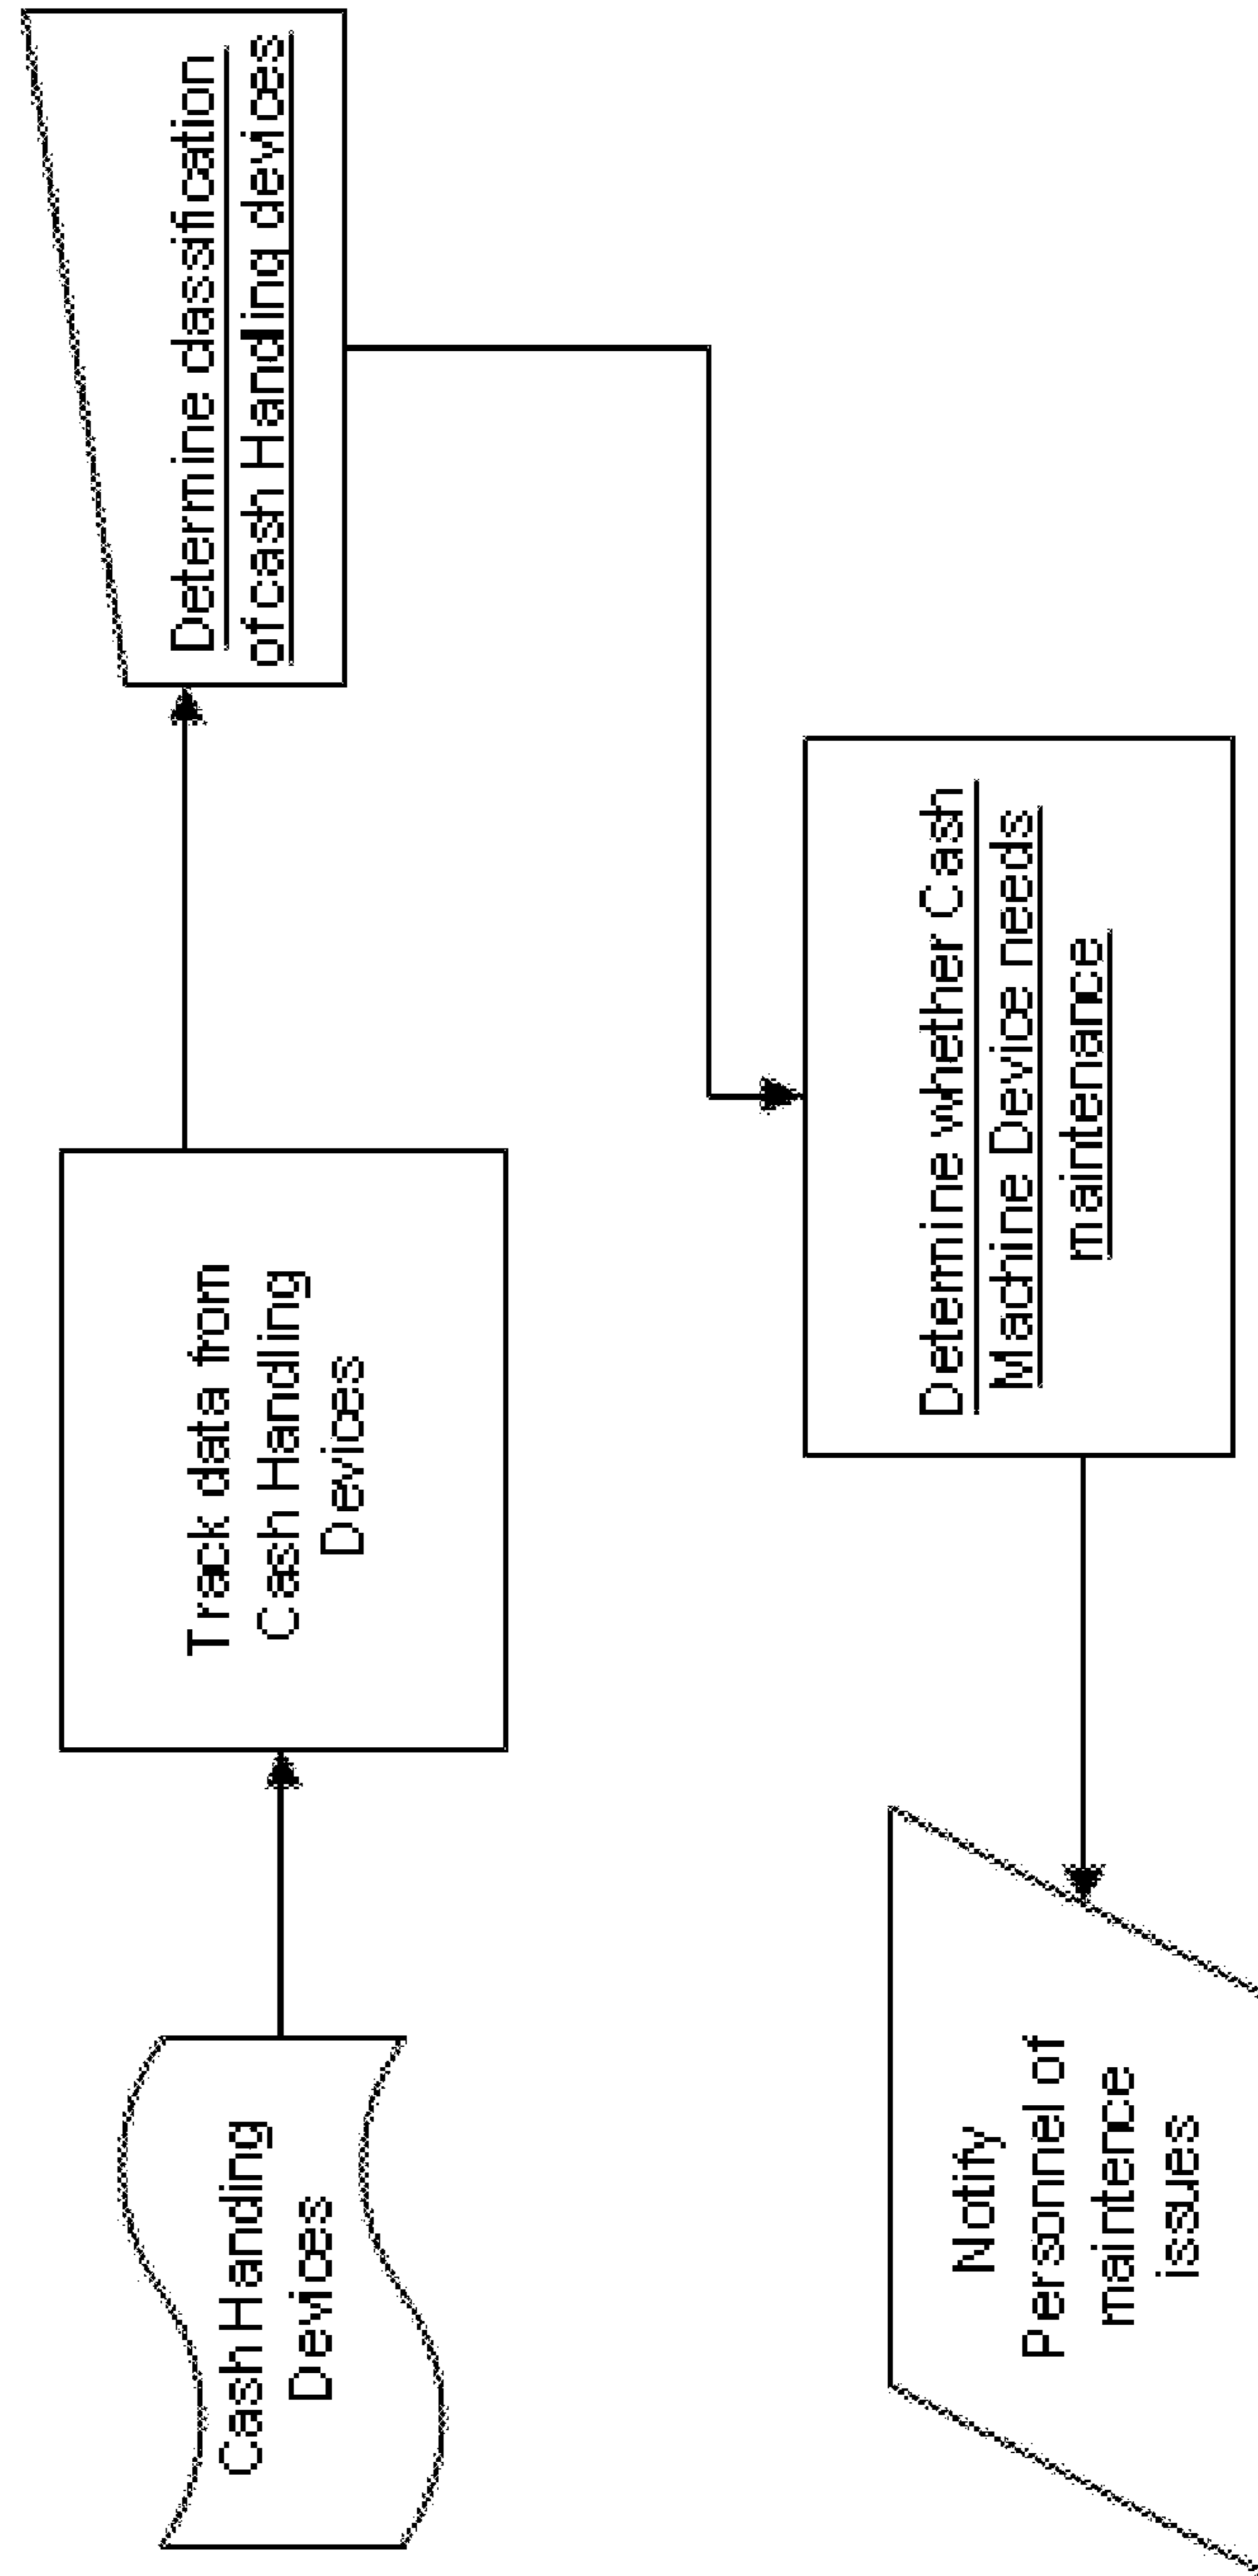 Cash Handing
Devices
Track data from
Cash Handling
Devices
Determine classification
of cash Handling devices
Determine whether Cash
Machine Device needs
maintenance
Notify
Personnel of
maintence
issues